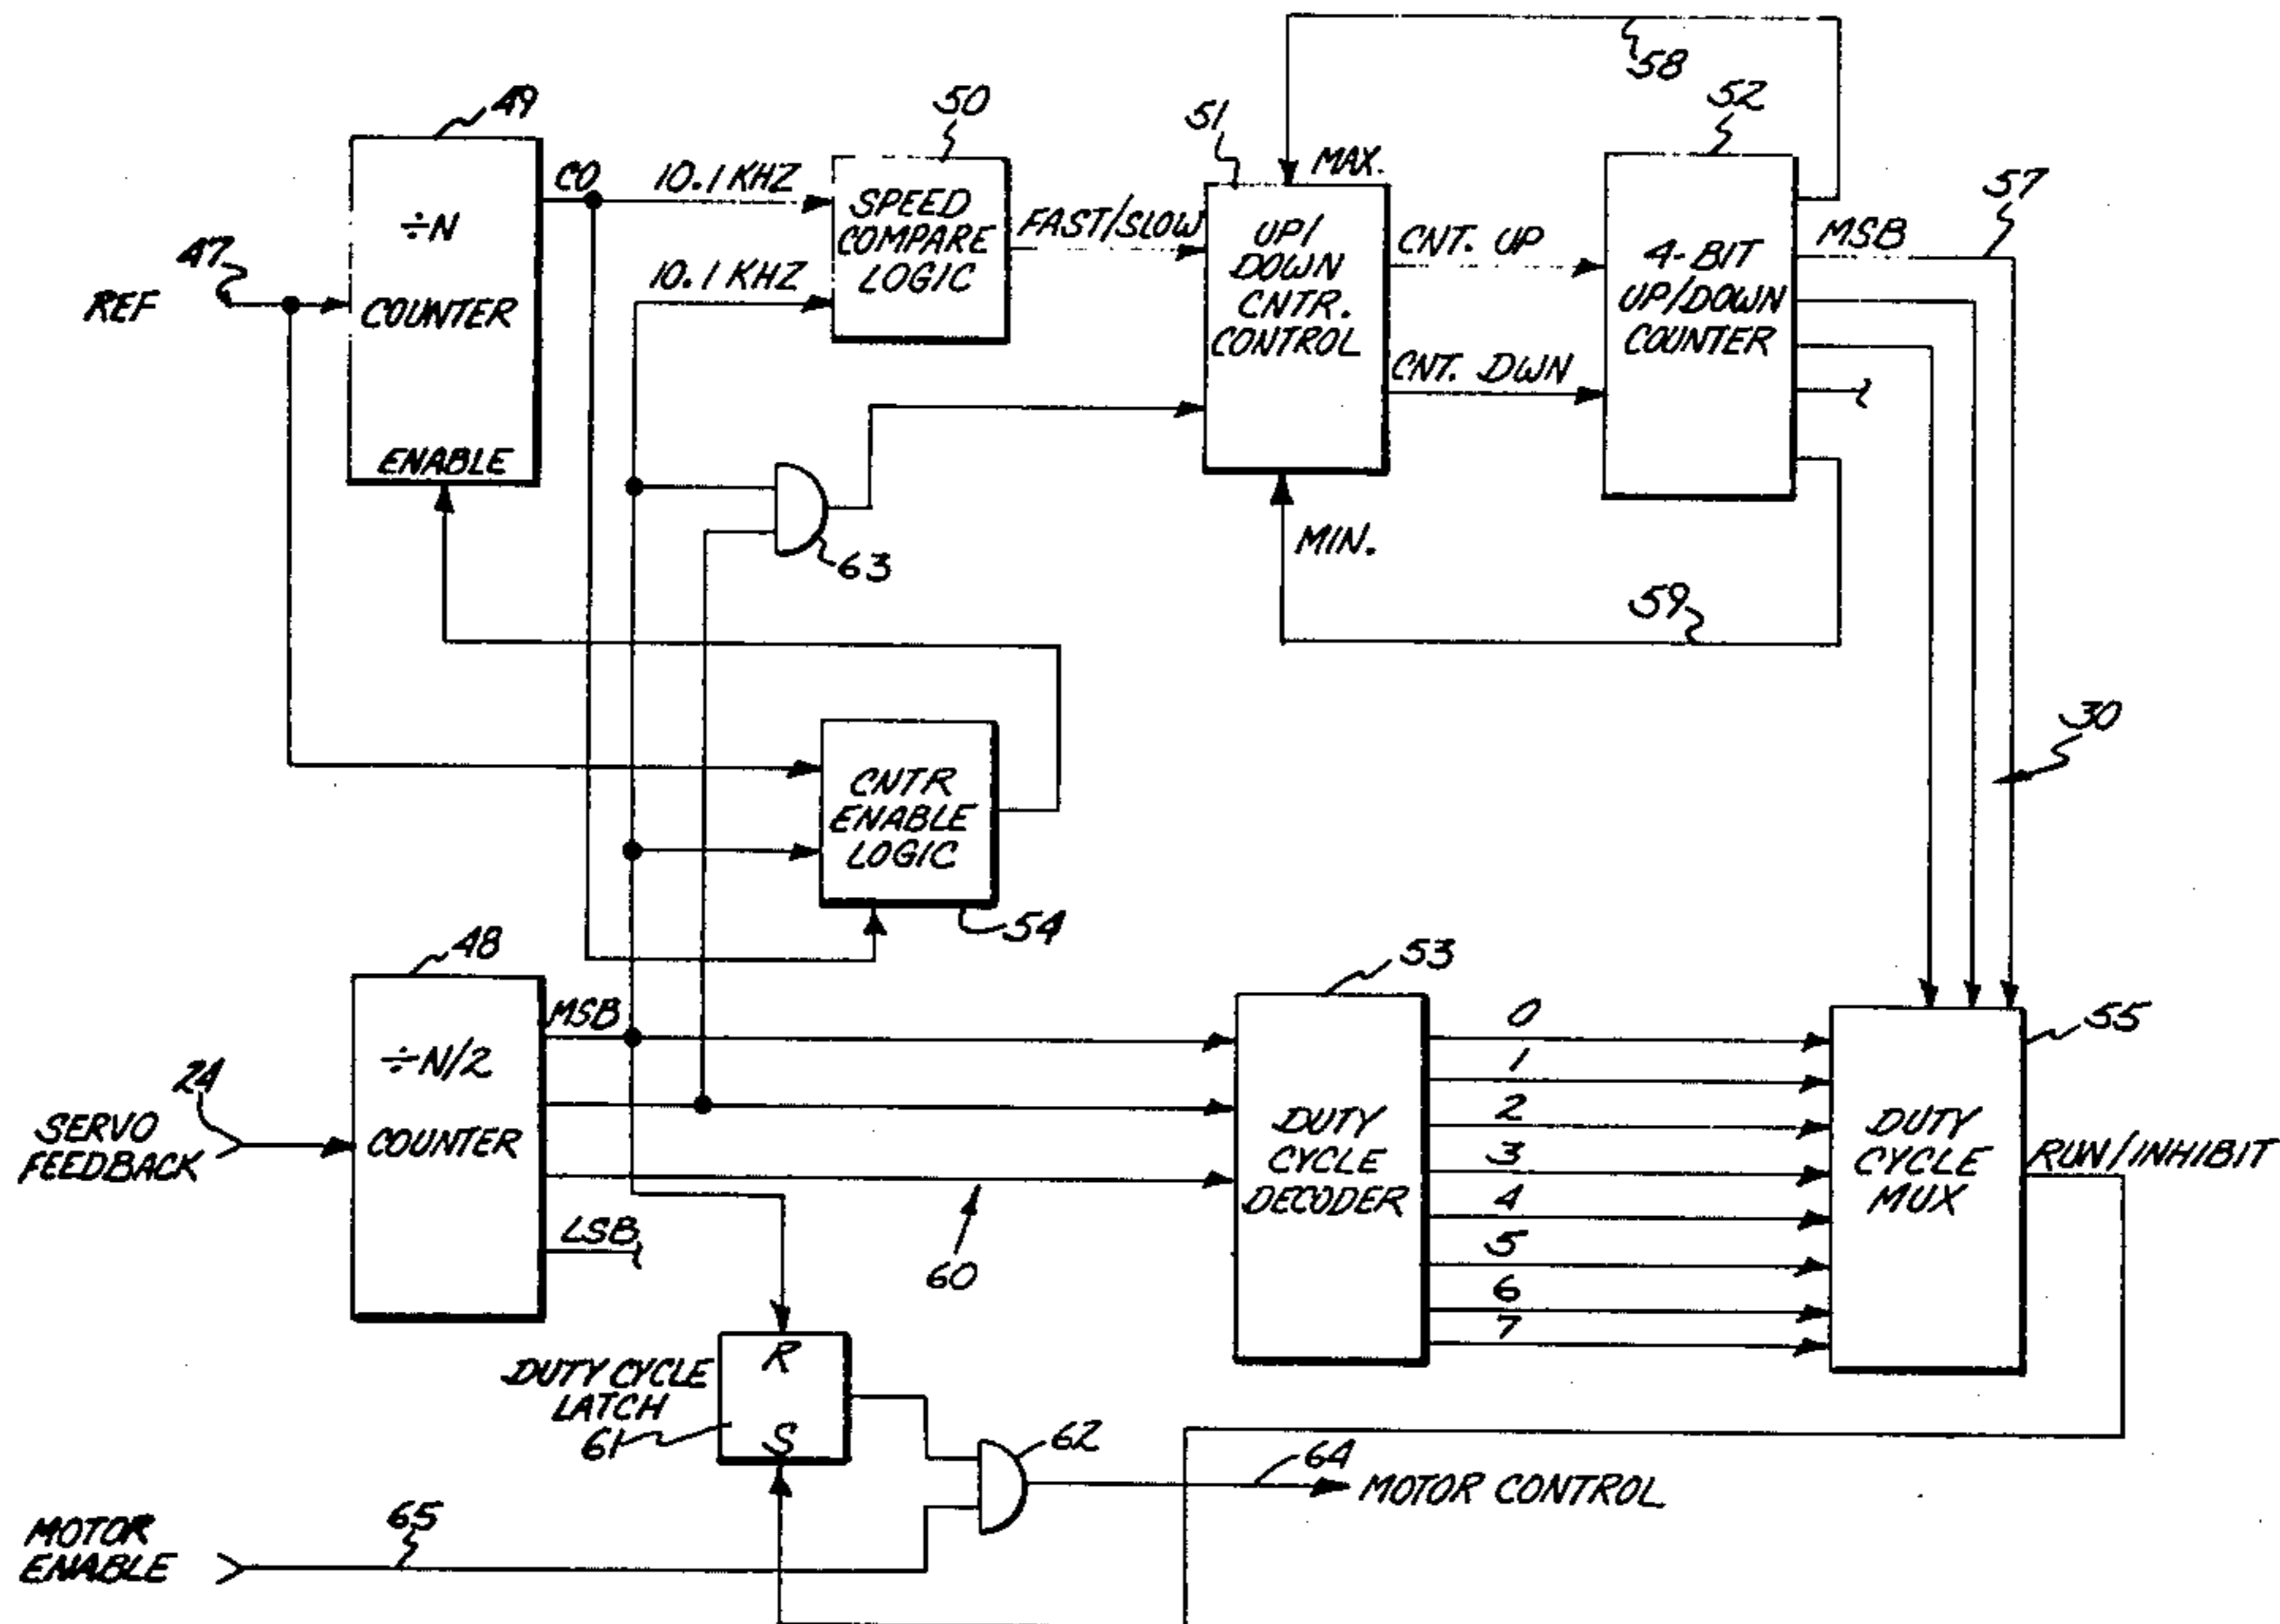 58
49
÷N
COUNTER
ENABLE
CO
10.1 KHZ
10.1 KHZ
50
SPEED
COMPARE
LOGIC
FAST/SLOW
51
MAX.
UP/
DOWN
CNTR.
CONTROL
MIN.
CNT. UP
CNT. DWN
52
4-BIT
UP/DOWN
COUNTER
MSB
57
59
47
REF
63
30
CNTR
ENABLE
LOGIC
54
48
÷N/2
COUNTER
MSB
LSB
24
SERVO
FEEDBACK
60
53
DUTY
CYCLE
DECODER
0
1
2
3
4
5
6
7
55
DUTY
CYCLE
MUX
RUN/INHIBIT
DUTY CYCLE
LATCH
61
R
S
62
64
MOTOR CONTROL
65
MOTOR
ENABLE